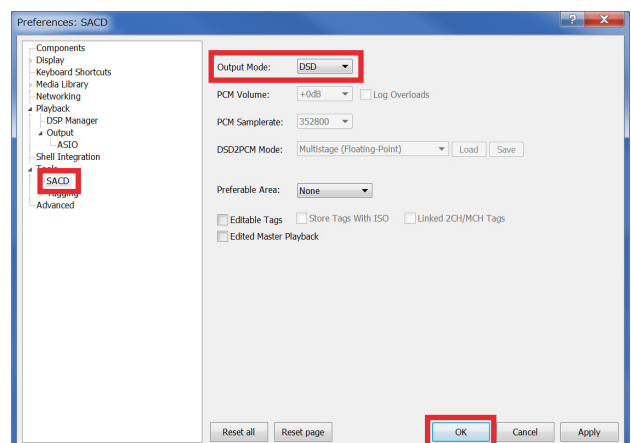 Preferences: SACD
Components
Display
Keyboard Shortcuts
Media Library
Networking
Playback
DSP Manager
Output
ASIO
Shell Integration
Tools
SACD
Tagging
Advanced
Output Mode: DSD
PCM Volume: +0dB Log Overloads
PCM Samplerate: 352800
DSD2PCM Mode: Multistage (Floating-Point) Load Save
Preferable Area: None
Editable Tags Store Tags With ISO Linked 2CH/MCH Tags
Edited Master Playback
Reset all Reset page OK Cancel Apply